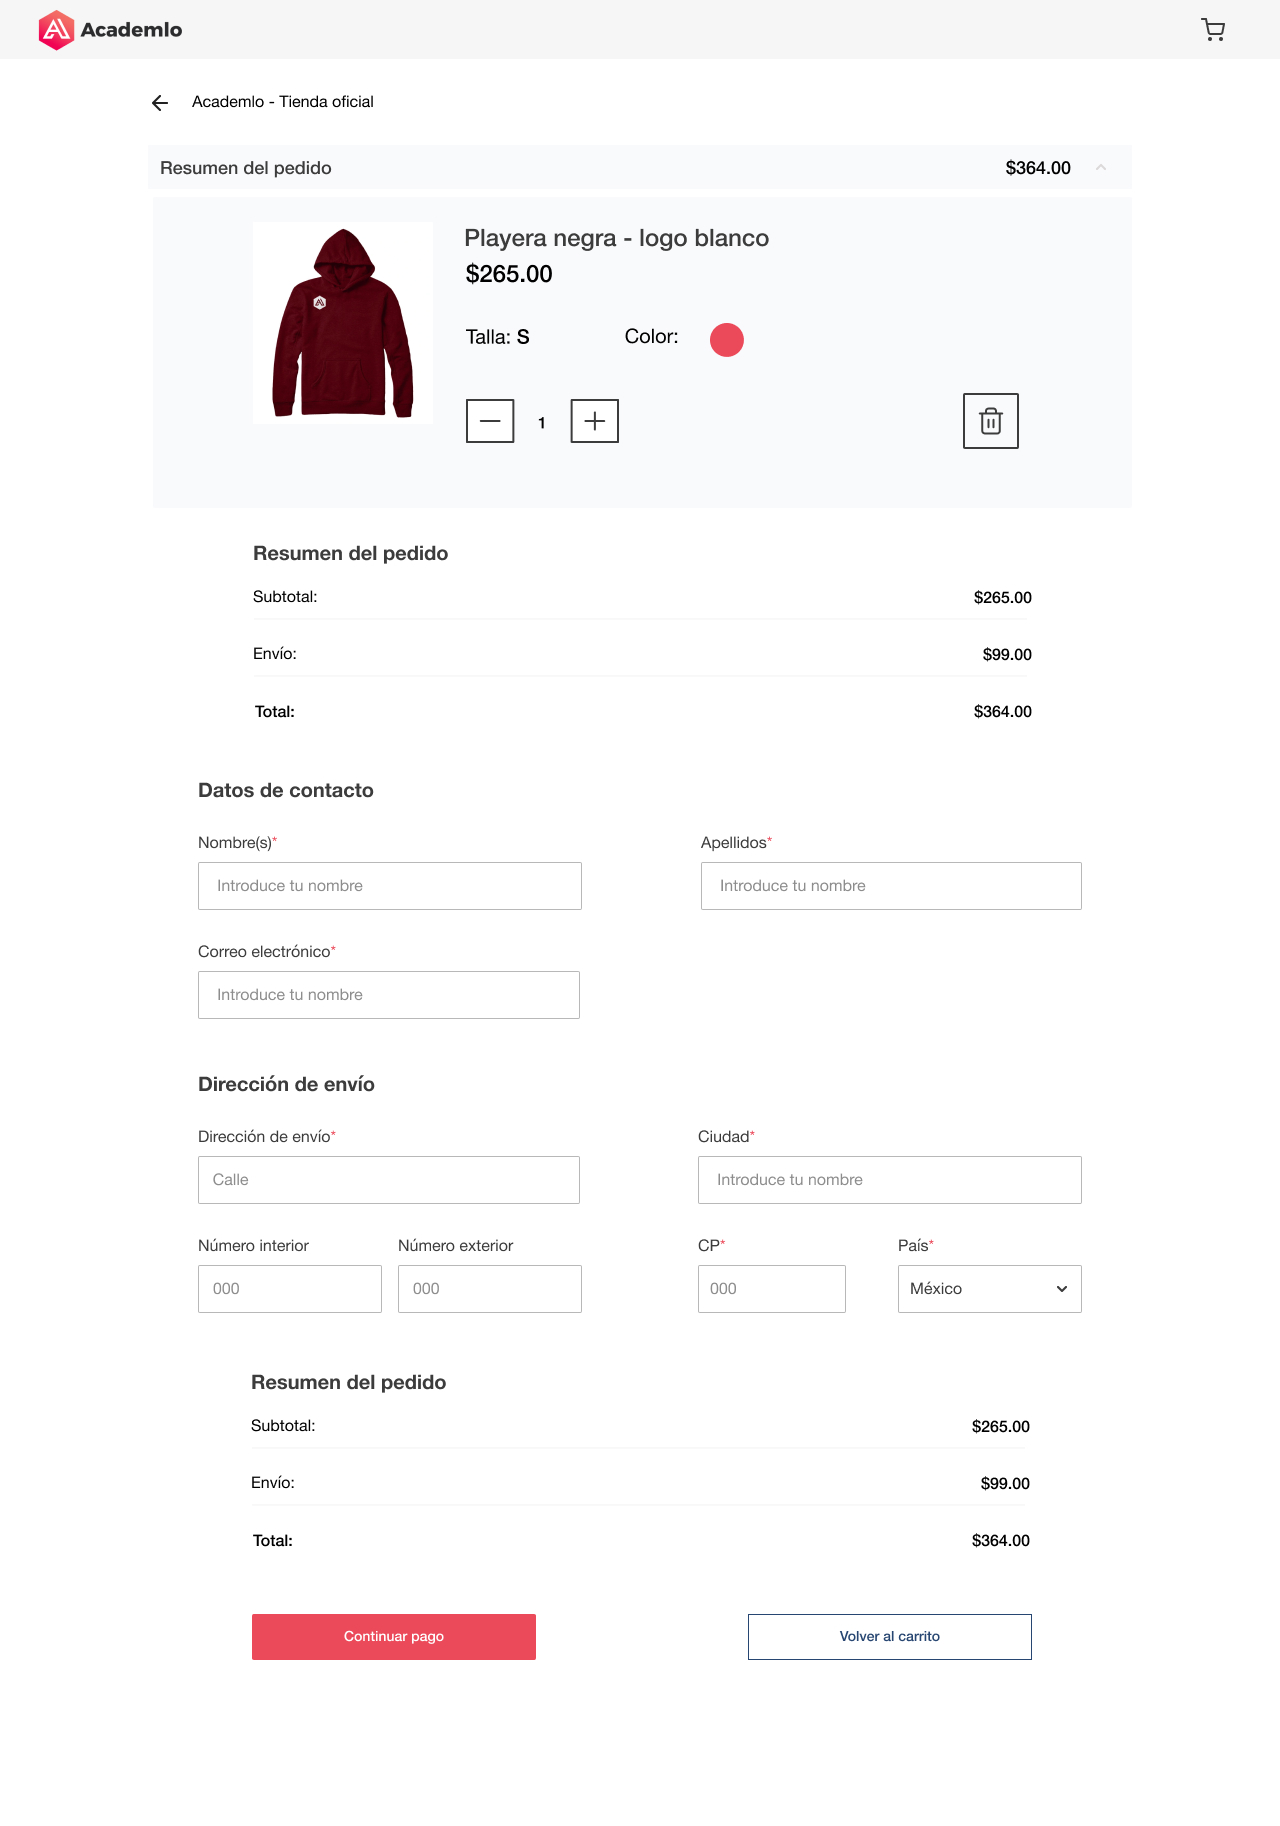 Academlo
Academlo - Tienda oficial
Resumen del pedido $364.00
Playera negra - logo blanco
$265.00
Talla: S Color:
1
Resumen del pedido
Subtotal: $265.00
Envío: $99.00
Total: $364.00
Datos de contacto
Nombre(s)* Apellidos*
Introduce tu nombre Introduce tu nombre
Correo electrónico*
Introduce tu nombre
Dirección de envío
Dirección de envío* Ciudad*
Calle Introduce tu nombre
Número interior Número exterior CP* País*
000 000 000 México
Resumen del pedido
Subtotal: $265.00
Envío: $99.00
Total: $364.00
Continuar pago Volver al carrito